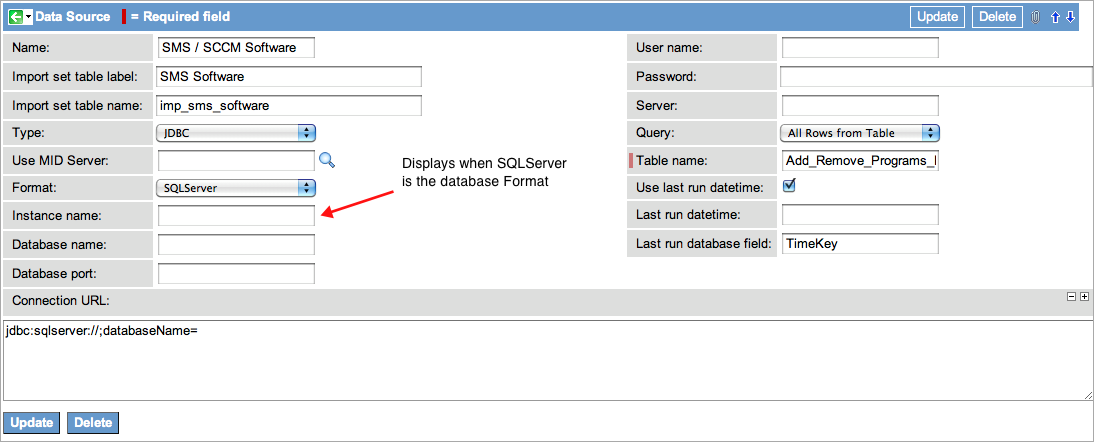 Data Source = Required field Update Delete
Name: SMS / SCCM Software User name:
Import set table label: SMS Software Password:
Import set table name: imp_sms_software Server:
Type: JDBC Query: All Rows from Table
Use MID Server: Table name:
Format: SQLServer Use last run datetime:
Displays when SQLServer
is the database Format
Instance name: Last run datetime:
Database name: Last run database field: TimeKey
Database port:
Connection URL:
jdbc:sqlserver://;databaseName=
Update Delete